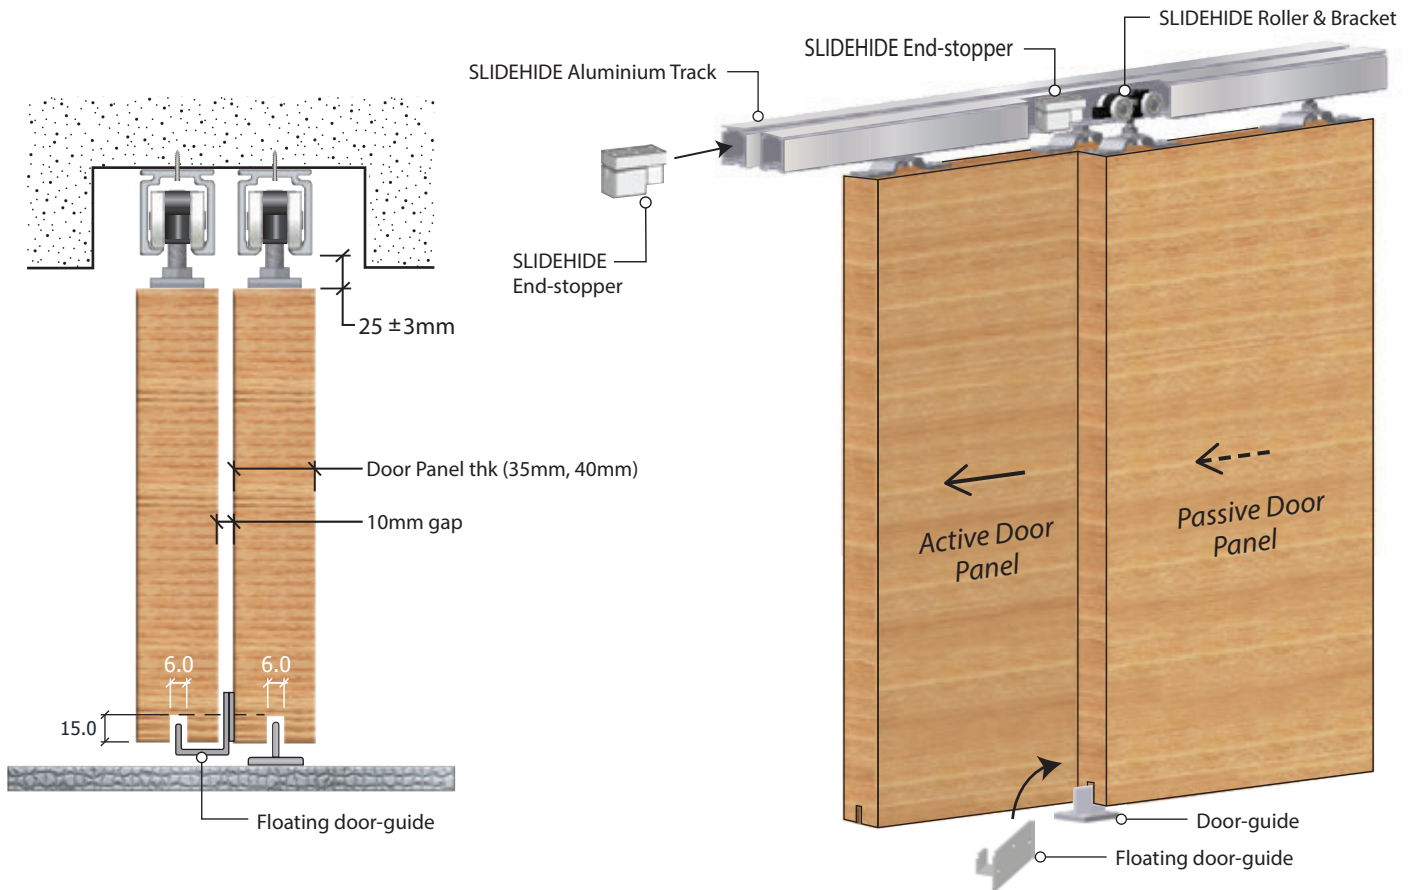 SLIDEHIDE Roller & Bracket
SLIDEHIDE End-stopper
SLIDEHIDE Aluminium Track
SLIDEHIDE
End-stopper
25 ±3mm
Door Panel thk (35mm, 40mm)
10mm gap
6.0
6.0
15.0
Floating door-guide
Active Door
Panel
Passive Door
Panel
Door-guide
Floating door-guide